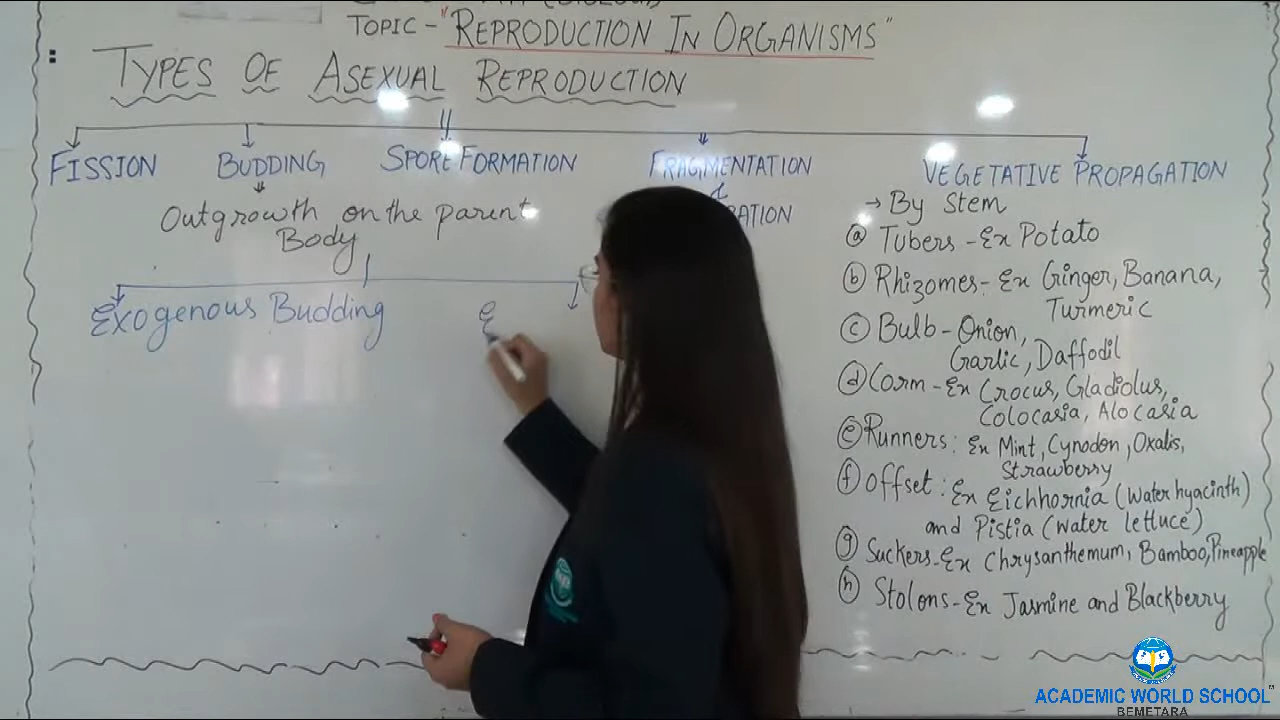 TOPIC - "REPRODUCTION IN ORGANISMS"
TYPES OF ASEXUAL REPRODUCTION
FISSION
BUDDING
SPORE FORMATION
FRAGMENTATION
VEGETATIVE PROPAGATION
Outgrowth on the parent
Body
Exogenous Budding
E
→ By Stem
(a) Tubers - Ex Potato
(b) Rhizomes - Ex Ginger, Banana,
Turmeric
(c) Bulb - Onion,
Garlic, Daffodil
(d) Corm - Ex Crocus, Gladiolus,
Colocasia, Alocasia
(e) Runners: Ex Mint, Cynodon, Oxalis,
Strawberry
(f) Offset: Ex Eichhornia (Water hyacinth)
and Pistia (water lettuce)
(g) Suckers - Ex Chrysanthemum, Bamboo, Pineapple
(h) Stolons - Ex Jasmine and Blackberry
ACADEMIC WORLD SCHOOL
BEMETARA